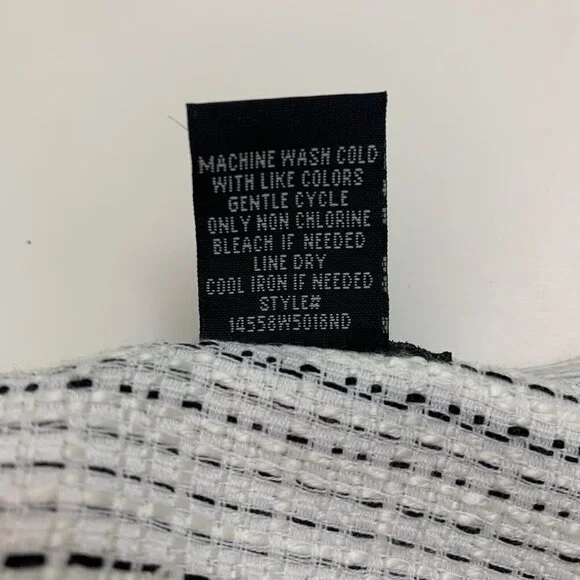 MACHINE WASH COLD
WITH LIKE COLORS
GENTLE CYCLE
ONLY NON CHLORINE
BLEACH IF NEEDED
LINE DRY
COOL IRON IF NEEDED
STYLE#
14558W5018ND